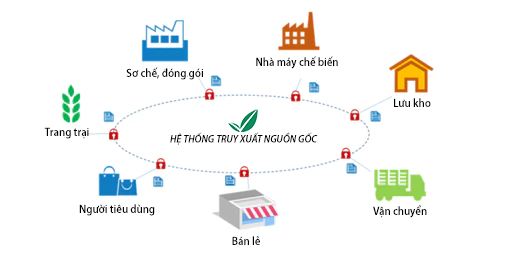 Nhà máy chế biến
Sơ chế, đóng gói
Lưu kho
Trang trại
HỆ THỐNG TRUY XUẤT NGUỒN GỐC
Người tiêu dùng
Vận chuyển
Bán lẻ